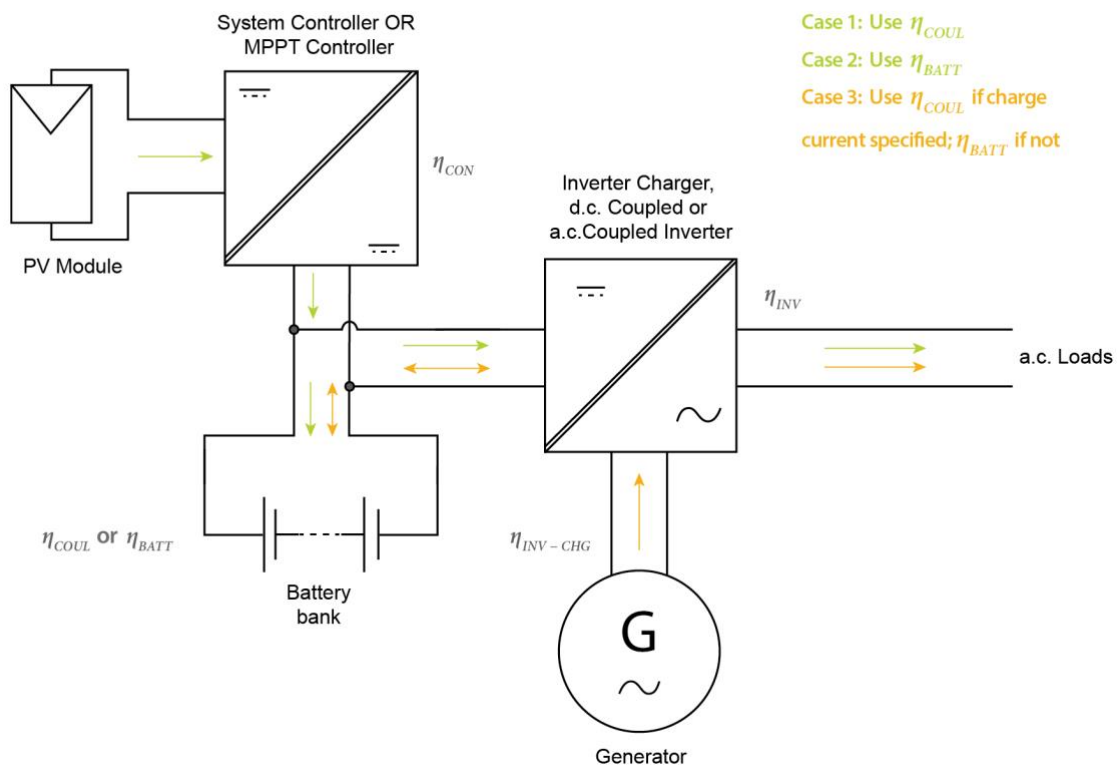 System Controller OR
MPPT Controller
Case 1: Use η_COUL
Case 2: Use η_BATT
Case 3: Use η_COUL if charge
current specified; η_BATT if not
η_CON
PV Module
Inverter Charger,
d.c. Coupled or
a.c.Coupled Inverter
η_INV
a.c. Loads
η_COUL or η_BATT
η_INV – CHG
Battery
bank
G
Generator